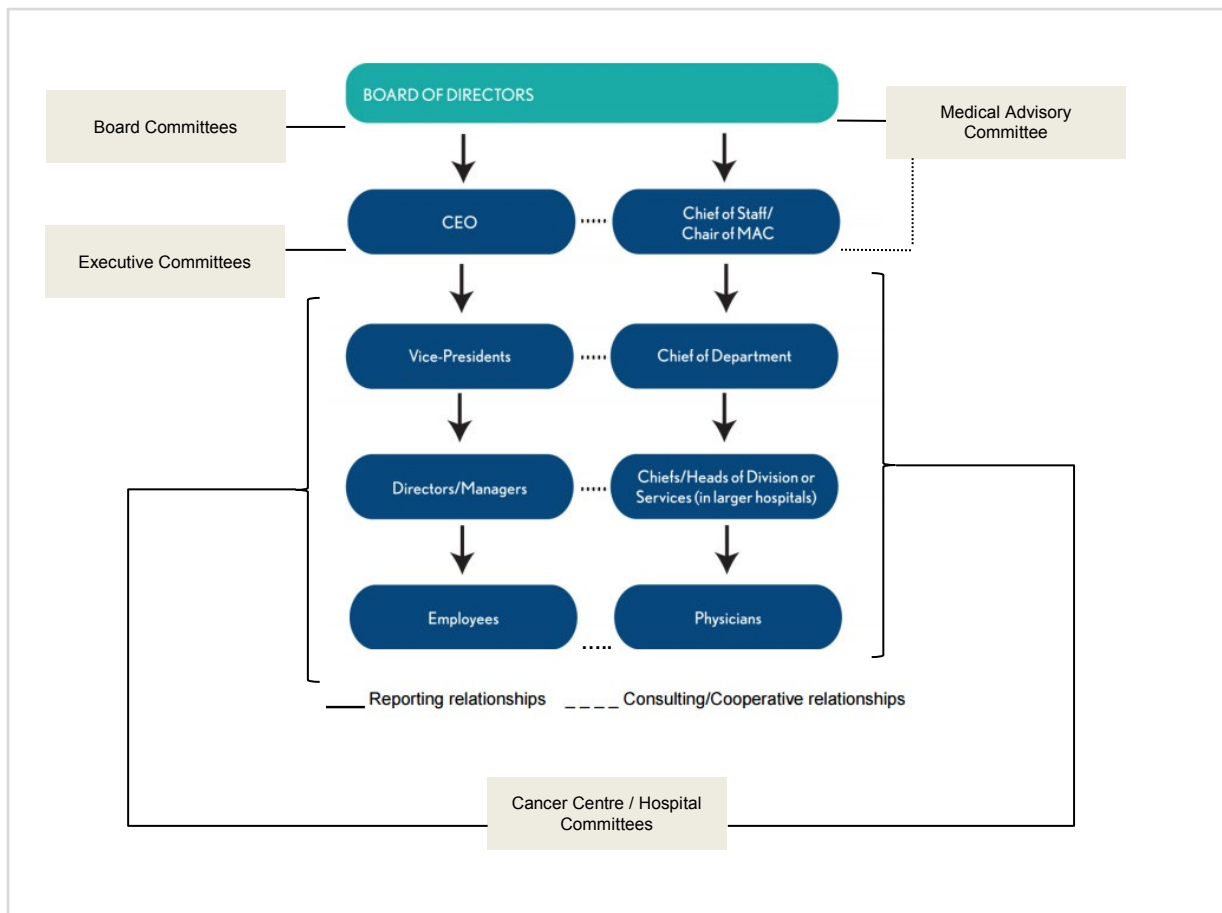 BOARD OF DIRECTORS
Board Committees
Medical Advisory
Committee
CEO
.....
Chief of Staff/
Chair of MAC
Executive Committees
Vice-Presidents
.....
Chief of Department
Directors/Managers
.....
Chiefs/Heads of Division or
Services (in larger hospitals)
Employees
.....
Physicians
____ Reporting relationships _ _ _ _ Consulting/Cooperative relationships
Cancer Centre / Hospital
Committees